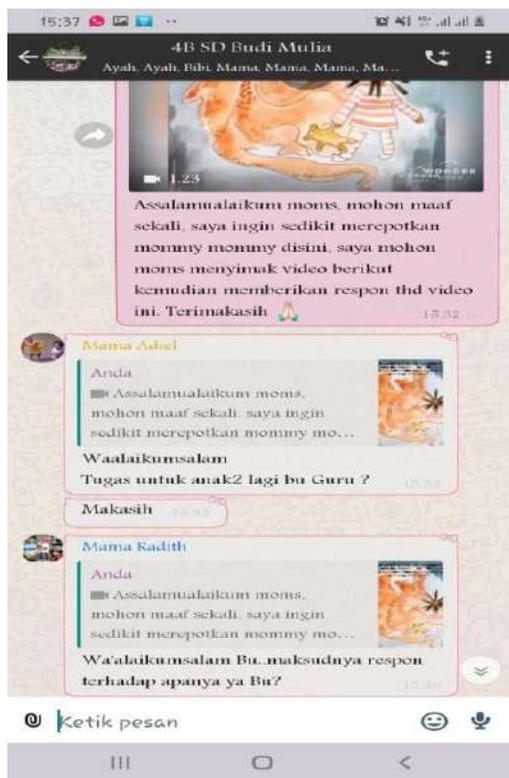 15:37
4B SD Budi Mulia
Ayah, Ayah, Bibi, Mama, Mama, Mama, Ma...
1.23
Assalamualaikum moms, mohon maaf
sekali, saya ingin sedikit merepotkan
mommy mommy disini, saya mohon
moms menyimak video berikut
kemudian memberikan respon thd video
ini. Terimakasih 🙏🏻
15.32
Mama Adiel
Anda
Assalamualaikum moms,
mohon maaf sekali, saya ingin
sedikit merepotkan mommy mo...
Waalaikumsalam
Tugas untuk anak2 lagi bu Guru ?
Makasih
Mama Radith
Anda
Assalamualaikum moms,
mohon maaf sekali, saya ingin
sedikit merepotkan mommy mo...
Wa'alaikumsalam Bu..maksudnya respon
terhadap apanya ya Bu?
Ketik pesan